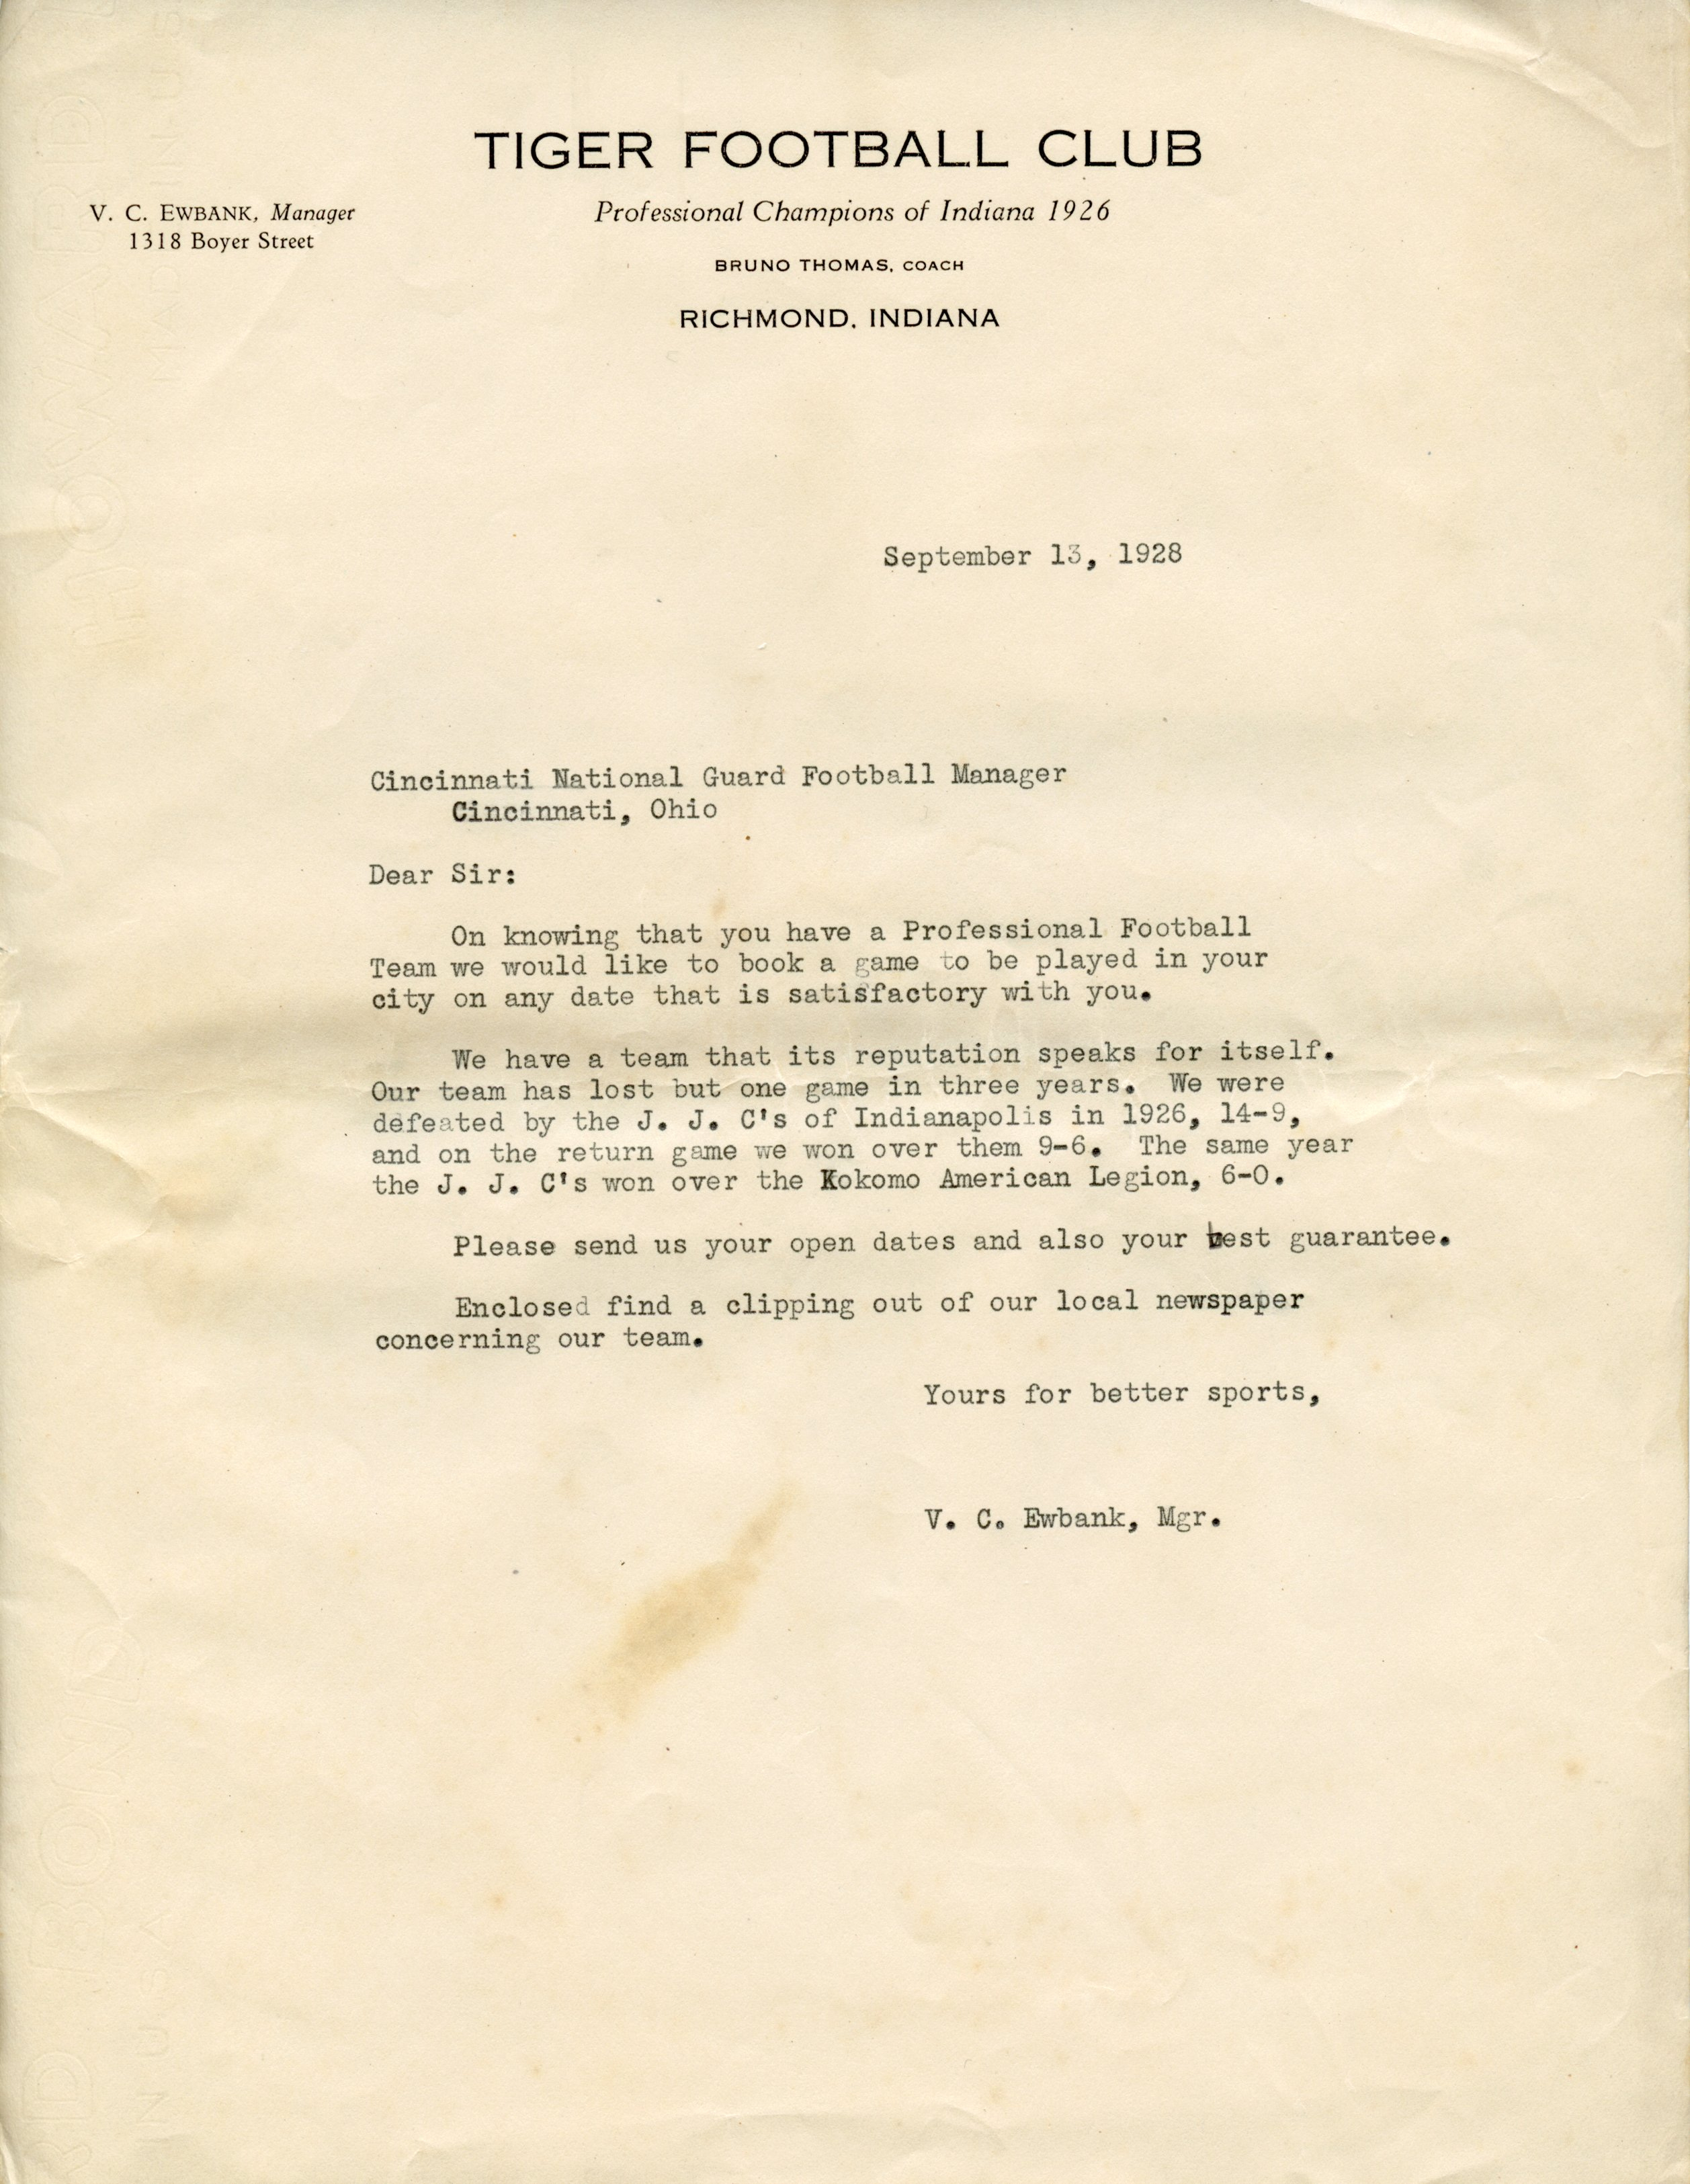 TIGER FOOTBALL CLUB
V. C. EWBANK, Manager
1318 Boyer Street
Professional Champions of Indiana 1926
BRUNO THOMAS, COACH
RICHMOND, INDIANA
September 13, 1928
Cincinnati National Guard Football Manager
Cincinnati, Ohio
Dear Sir:
On knowing that you have a Professional Football
Team we would like to book a game to be played in your
city on any date that is satisfactory with you.
We have a team that its reputation speaks for itself.
Our team has lost but one game in three years. We were
defeated by the J. J. C's of Indianapolis in 1926, 14-9,
and on the return game we won over them 9-6. The same year
the J. J. C's won over the Kokomo American Legion, 6-0.
Please send us your open dates and also your best guarantee.
Enclosed find a clipping out of our local newspaper
concerning our team.
Yours for better sports,
V. C. Ewbank, Mgr.
HOWARD BOND